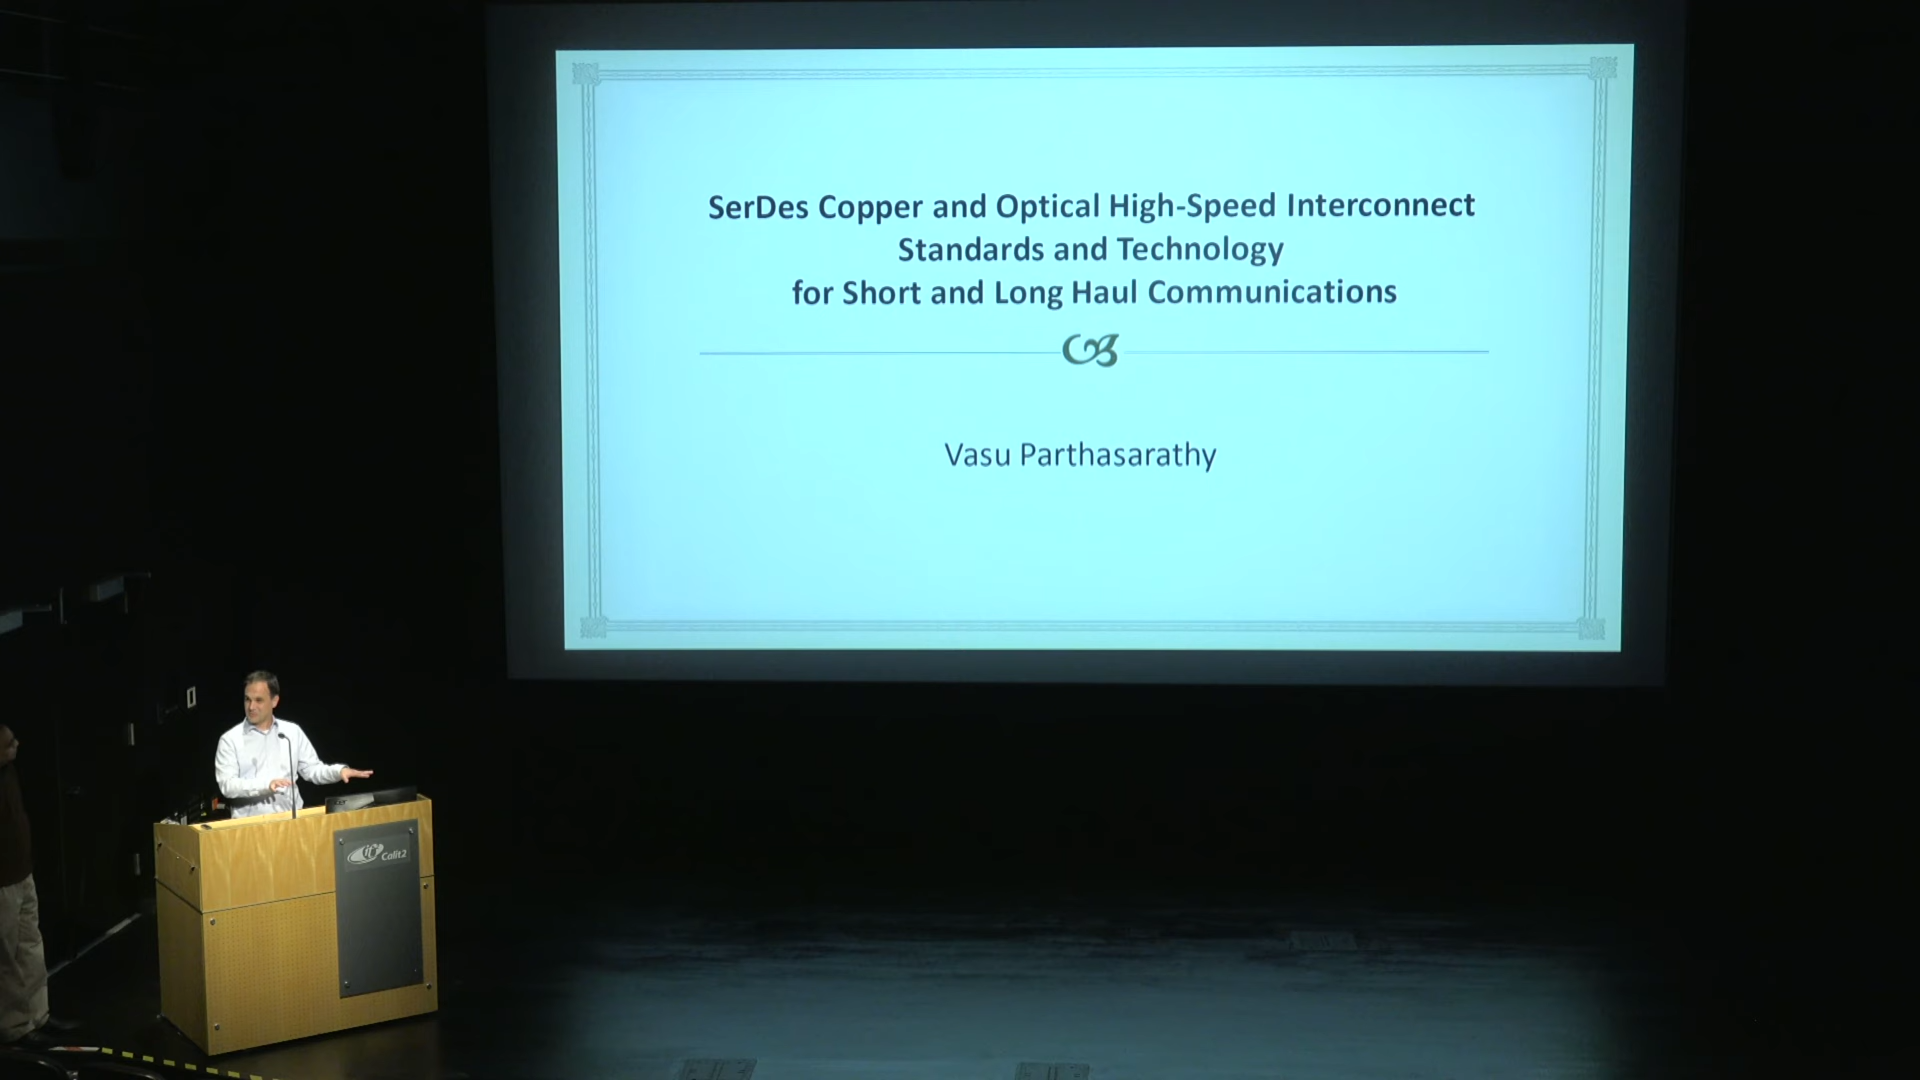 SerDes Copper and Optical High-Speed Interconnect
Standards and Technology
for Short and Long Haul Communications
Vasu Parthasarathy
Calit2